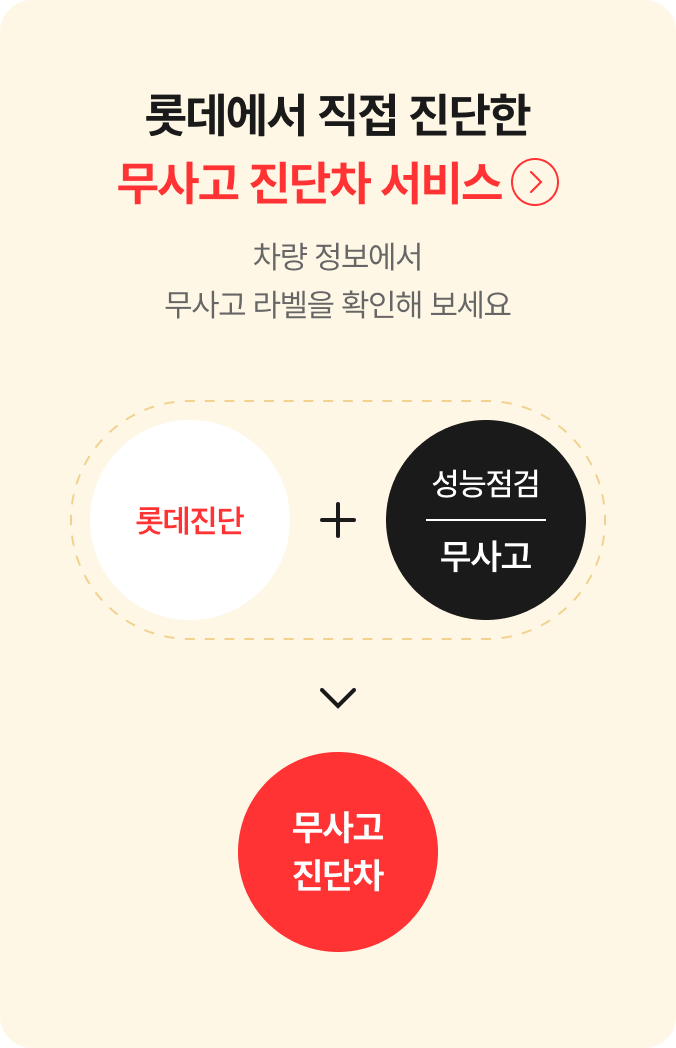 롯데에서 직접 진단한
무사고 진단차 서비스
차량 정보에서
무사고 라벨을 확인해 보세요
롯데진단
+
성능점검
무사고
무사고
진단차